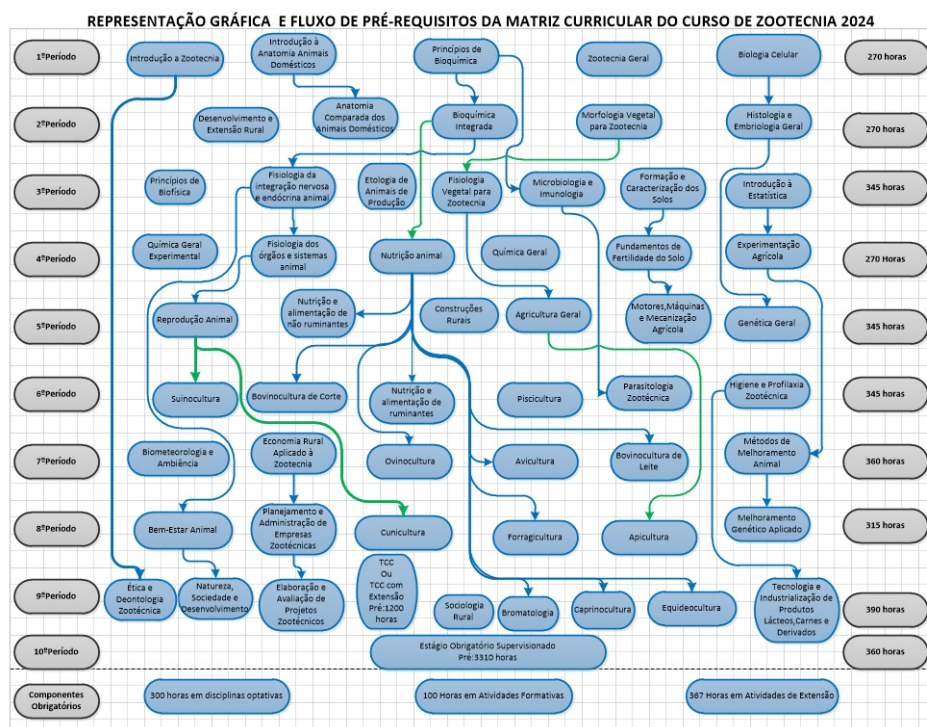 REPRESENTAÇÃO GRÁFICA E FLUXO DE PRÉ-REQUISITOS DA MATRIZ CURRICULAR DO CURSO DE ZOOTECNIA 2024
1ºPeríodo
Introdução a Zootecnia
Introdução à
Anatomia Animais
Domésticos
Princípios de
Bioquímica
Zootecnia Geral
Biologia Celular
270 horas
2ºPeríodo
Desenvolvimento e
Extensão Rural
Anatomia
Comparada dos
Animais Domésticos
Bioquímica
Integrada
Morfologia Vegetal
para Zootecnia
Histologia e
Embriologia Geral
270 horas
3ºPeríodo
Princípios de
Biofísica
Fisiologia da
integração nervosa
e endócrina animal
Etologia de
Animais de
Produção
Fisiologia
Vegetal para
Zootecnia
Microbiologia e
Imunologia
Formação e
Caracterização dos
Solos
Introdução à
Estatística
345 horas
4ºPeríodo
Química Geral
Experimental
Fisiologia dos
órgãos e sistemas
animal
Nutrição animal
Química Geral
Fundamentos de
Fertilidade do Solo
Experimentação
Agrícola
270 Horas
5ºPeríodo
Reprodução Animal
Nutrição e
alimentação de
não ruminantes
Construções
Rurais
Agricultura Geral
Motores,Máquinas
e Mecanização
Agrícola
Genética Geral
345 horas
6ºPeríodo
Suinocultura
Bovinocultura de Corte
Nutrição e
alimentação de
ruminantes
Piscicultura
Parasitologia
Zootécnica
Higiene e Profilaxia
Zootécnica
345 horas
7ºPeríodo
Biometeorologia e
Ambiência
Economia Rural
Aplicado à
Zootecnia
Ovinocultura
Avicultura
Bovinocultura
de Leite
Métodos de
Melhoramento
Animal
360 horas
8ºPeríodo
Bem-Estar Animal
Planejamento e
Administração de
Empresas
Zootécnicas
Cunicultura
Forragicultura
Apicultura
Melhoramento
Genético Aplicado
315 horas
9ºPeríodo
Ética e
Deontologia
Zootécnica
Natureza,
Sociedade e
Desenvolvimento
Elaboração e
Avaliação de
Projetos
Zootécnicos
TCC
Ou
TCC com
Extensão
Pré:1200
horas
Sociologia
Rural
Bromatologia
Caprinocultura
Equideocultura
Tecnologia e
Industrialização de
Produtos
Lácteos,Carnes e
Derivados
390 horas
10ºPeríodo
Estágio Obrigatório Supervisionado
Pré:3310 horas
360 horas
Componentes
Obrigatórios
300 horas em disciplinas optativas
100 Horas em Atividades Formativas
367 Horas em Atividades de Extensão